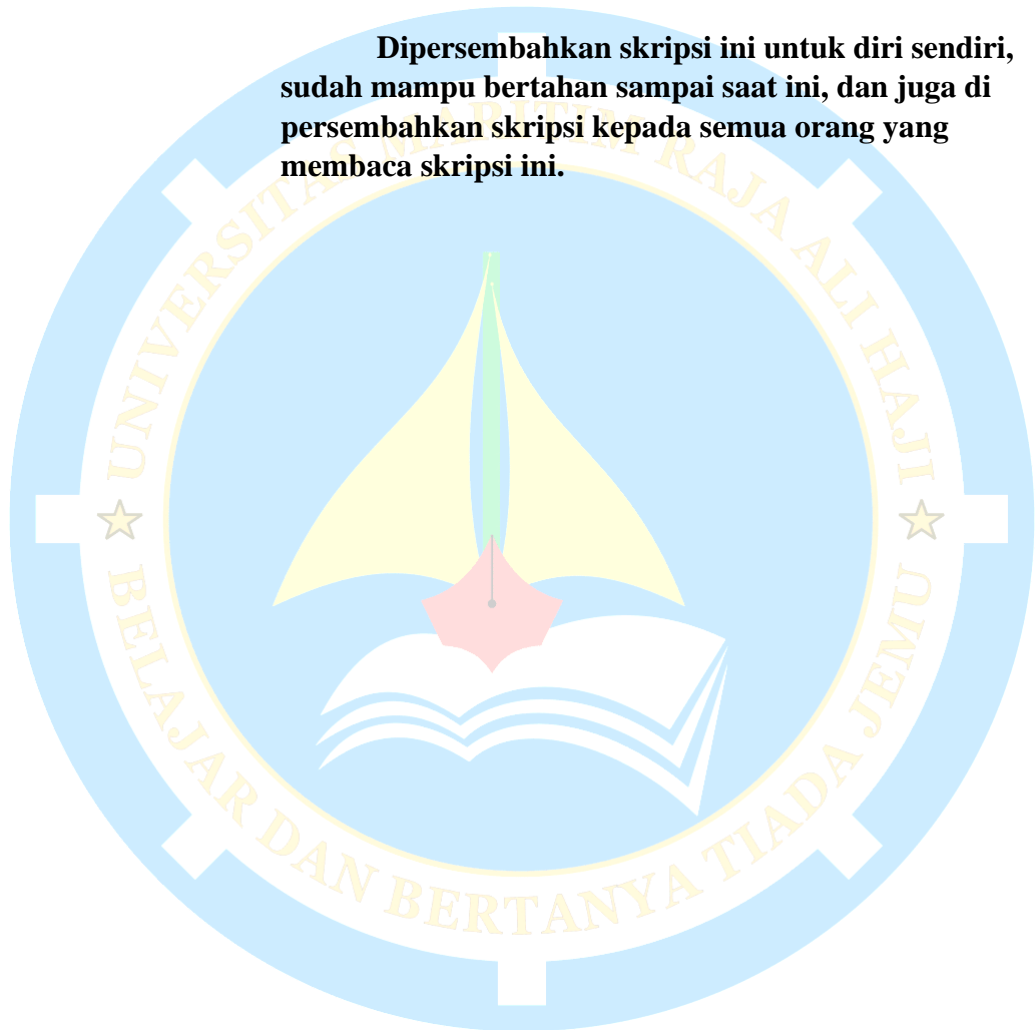 Dipersembahkan skripsi ini untuk diri sendiri,
sudah mampu bertahan sampai saat ini, dan juga di
persembahkan skripsi kepada semua orang yang
membaca skripsi ini.
UNIVERSITAS MARITIM RAJA ALI HAJI
BELAJAR DAN BERTANYA TIADA JEMU